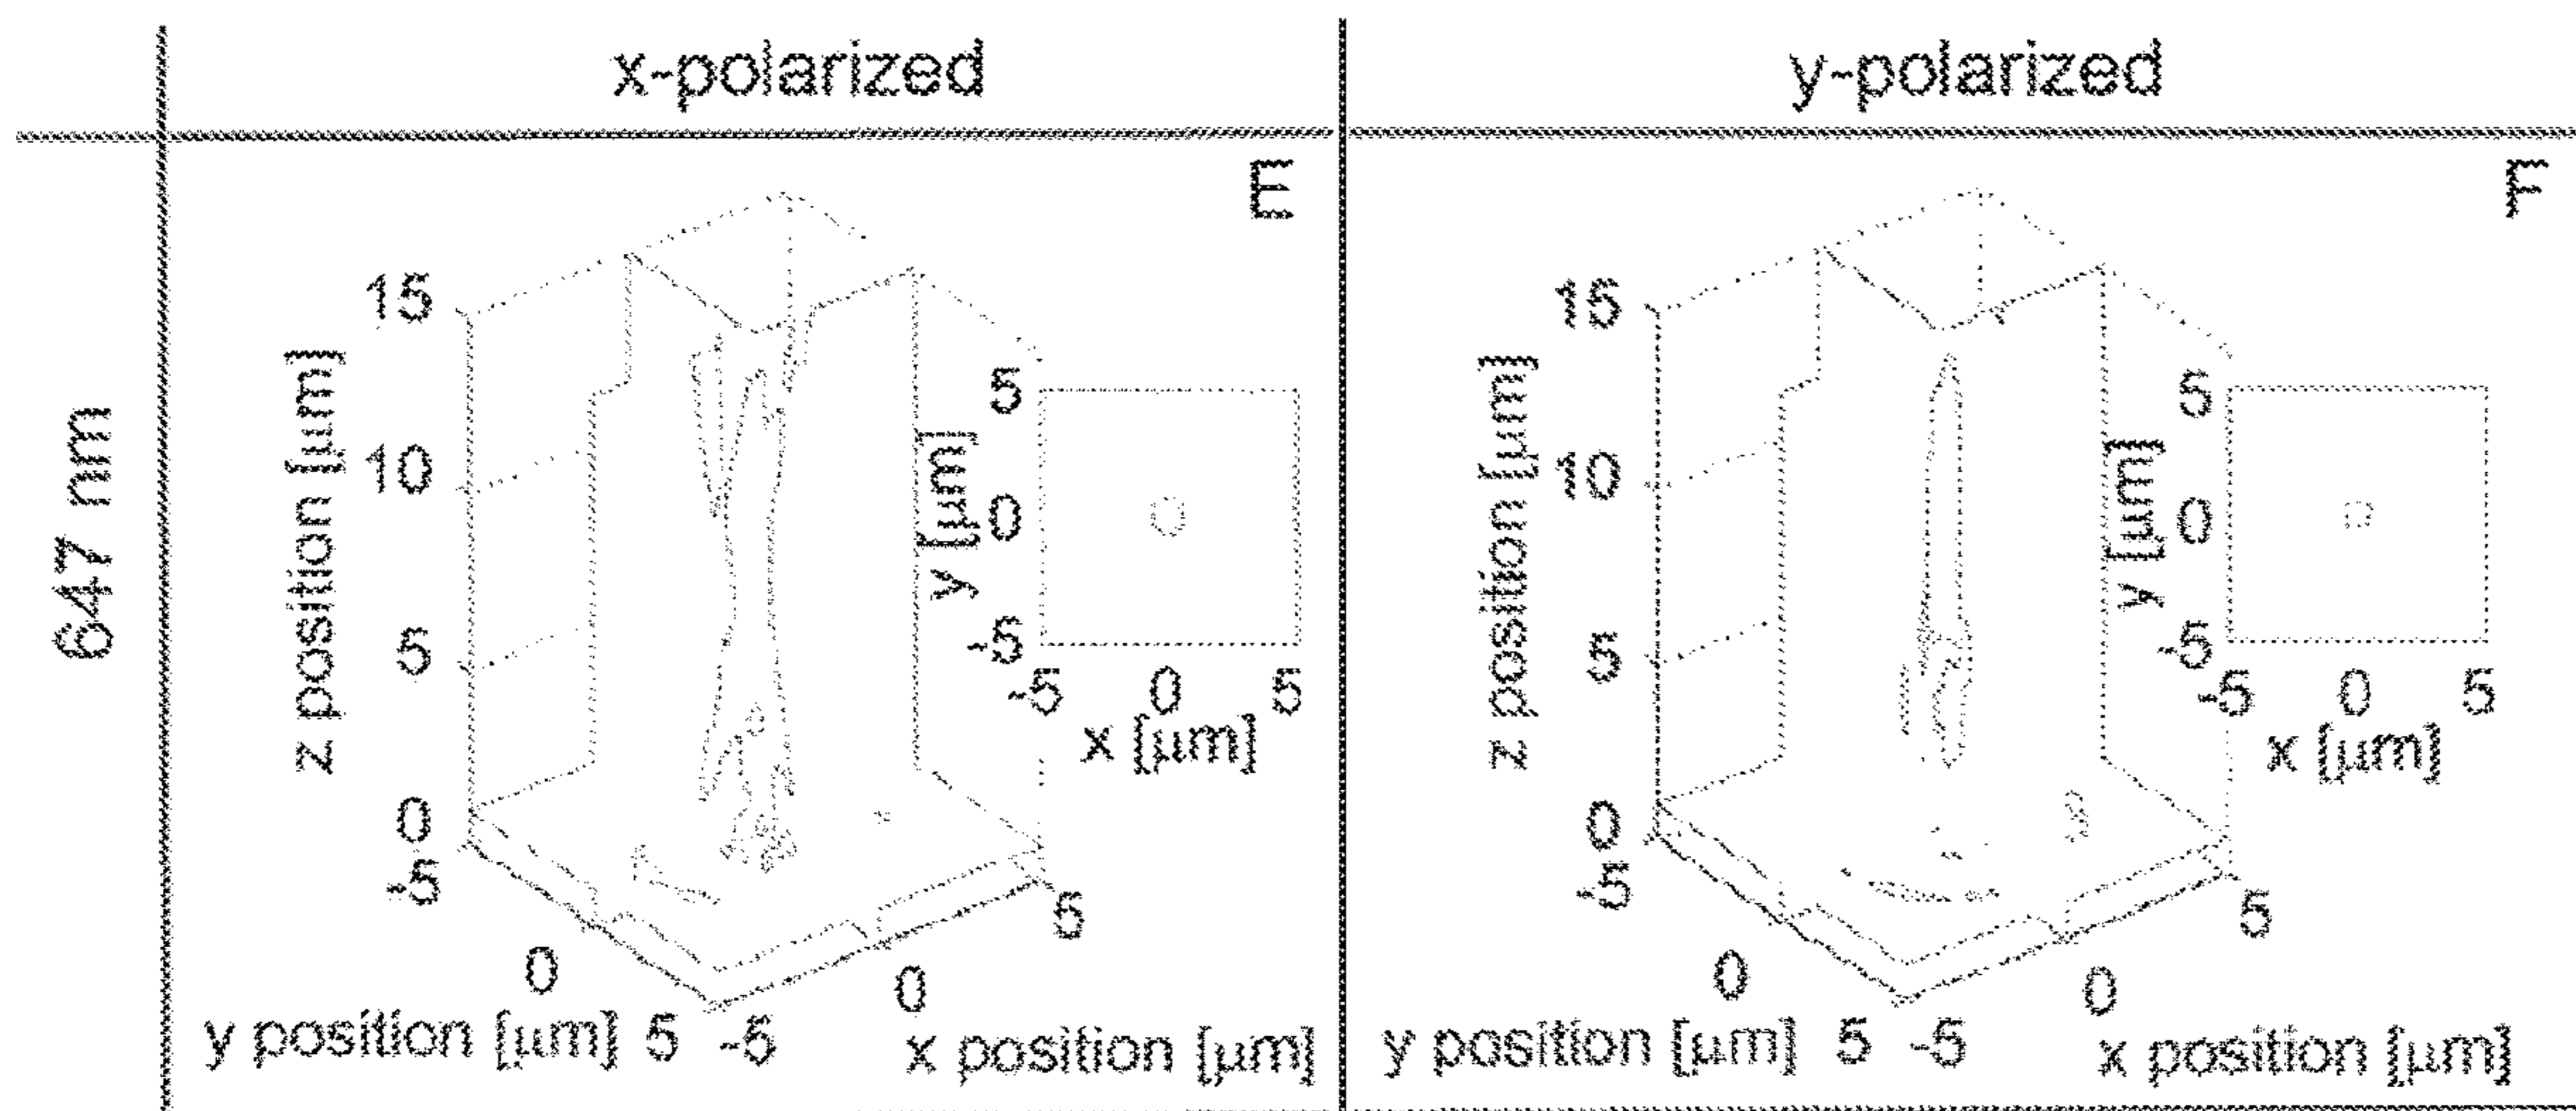 x-polarized
y-polarized
647 nm
E
z position [μm]
15
10
5
0
-5
0
5
y position [μm]
-5
0
5
x position [μm]
y [μm]
5
0
-5
-5
0
5
x [μm]
F
z position [μm]
15
10
5
0
-5
0
5
y position [μm]
-5
0
5
x position [μm]
y [μm]
5
0
-5
-5
0
5
x [μm]